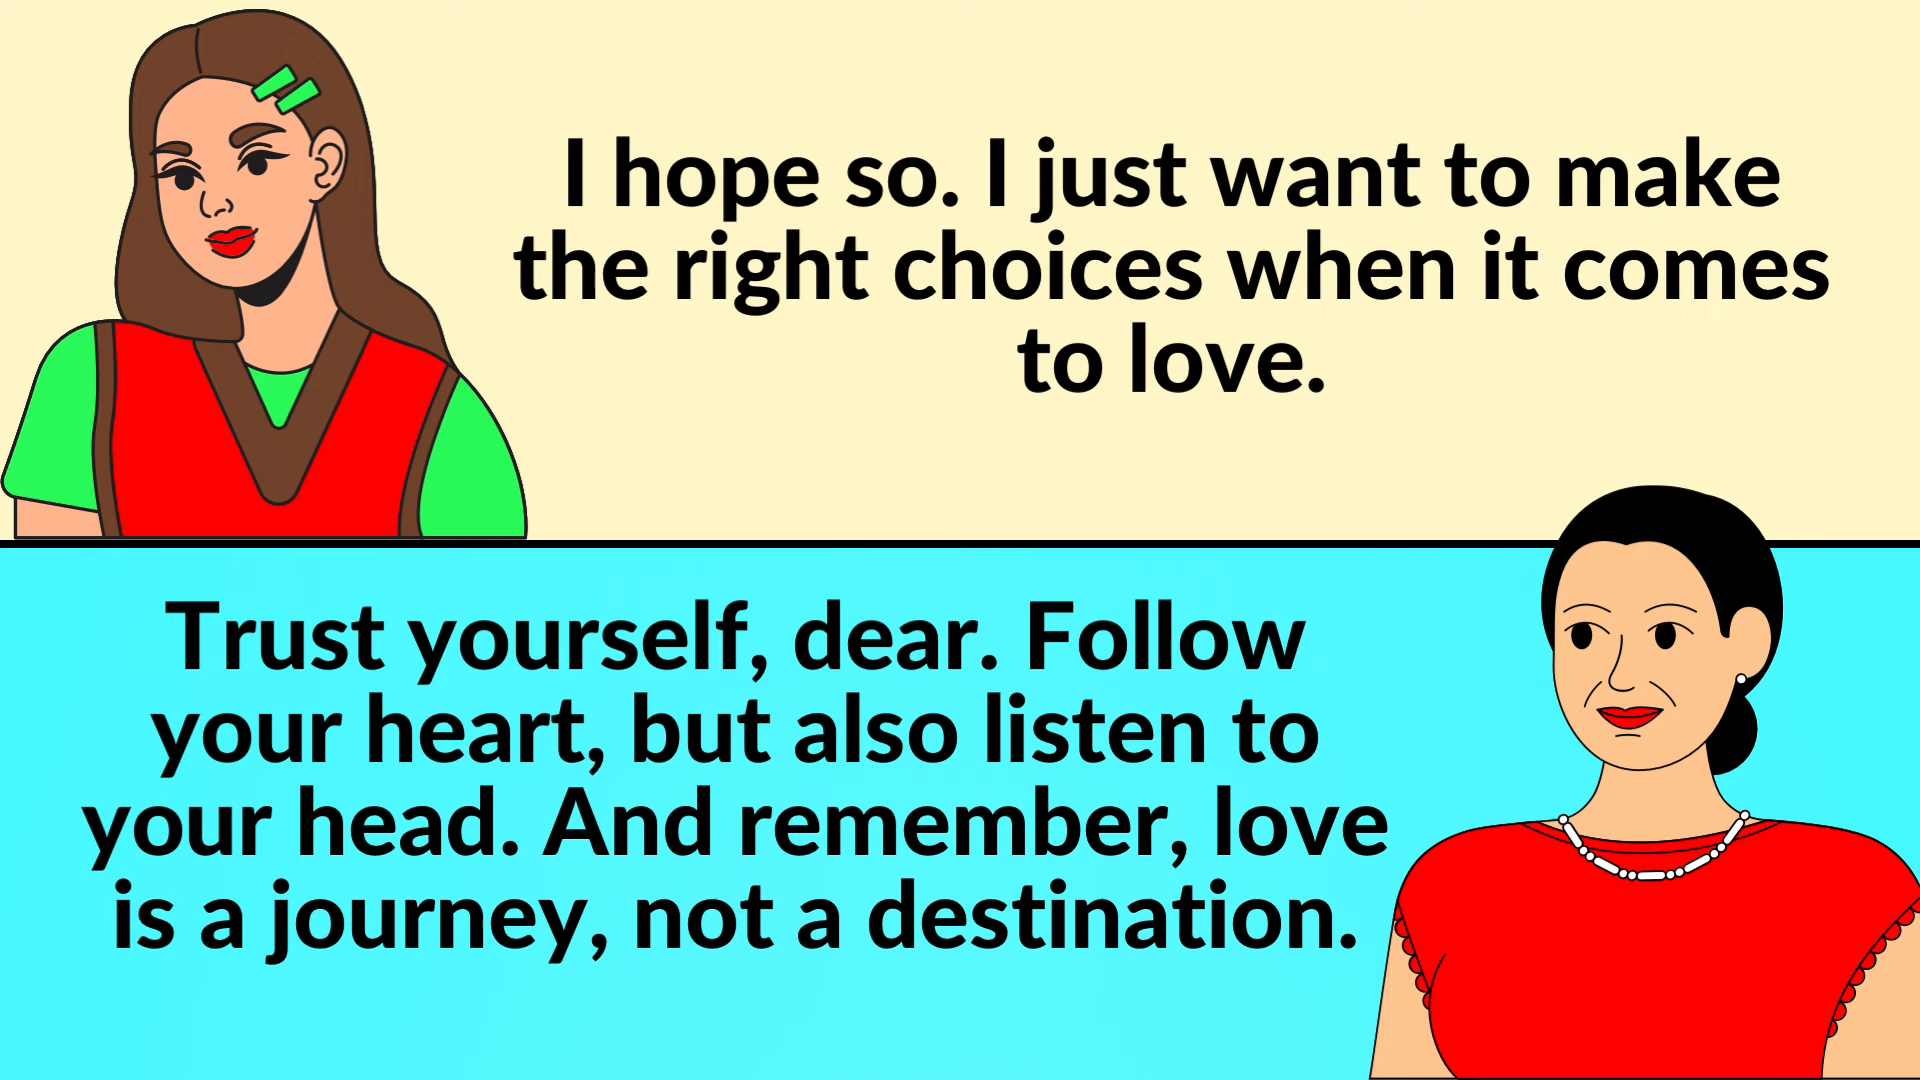 I hope so. I just want to make
the right choices when it comes
to love.
Trust yourself, dear. Follow
your heart, but also listen to
your head. And remember, love
is a journey, not a destination.